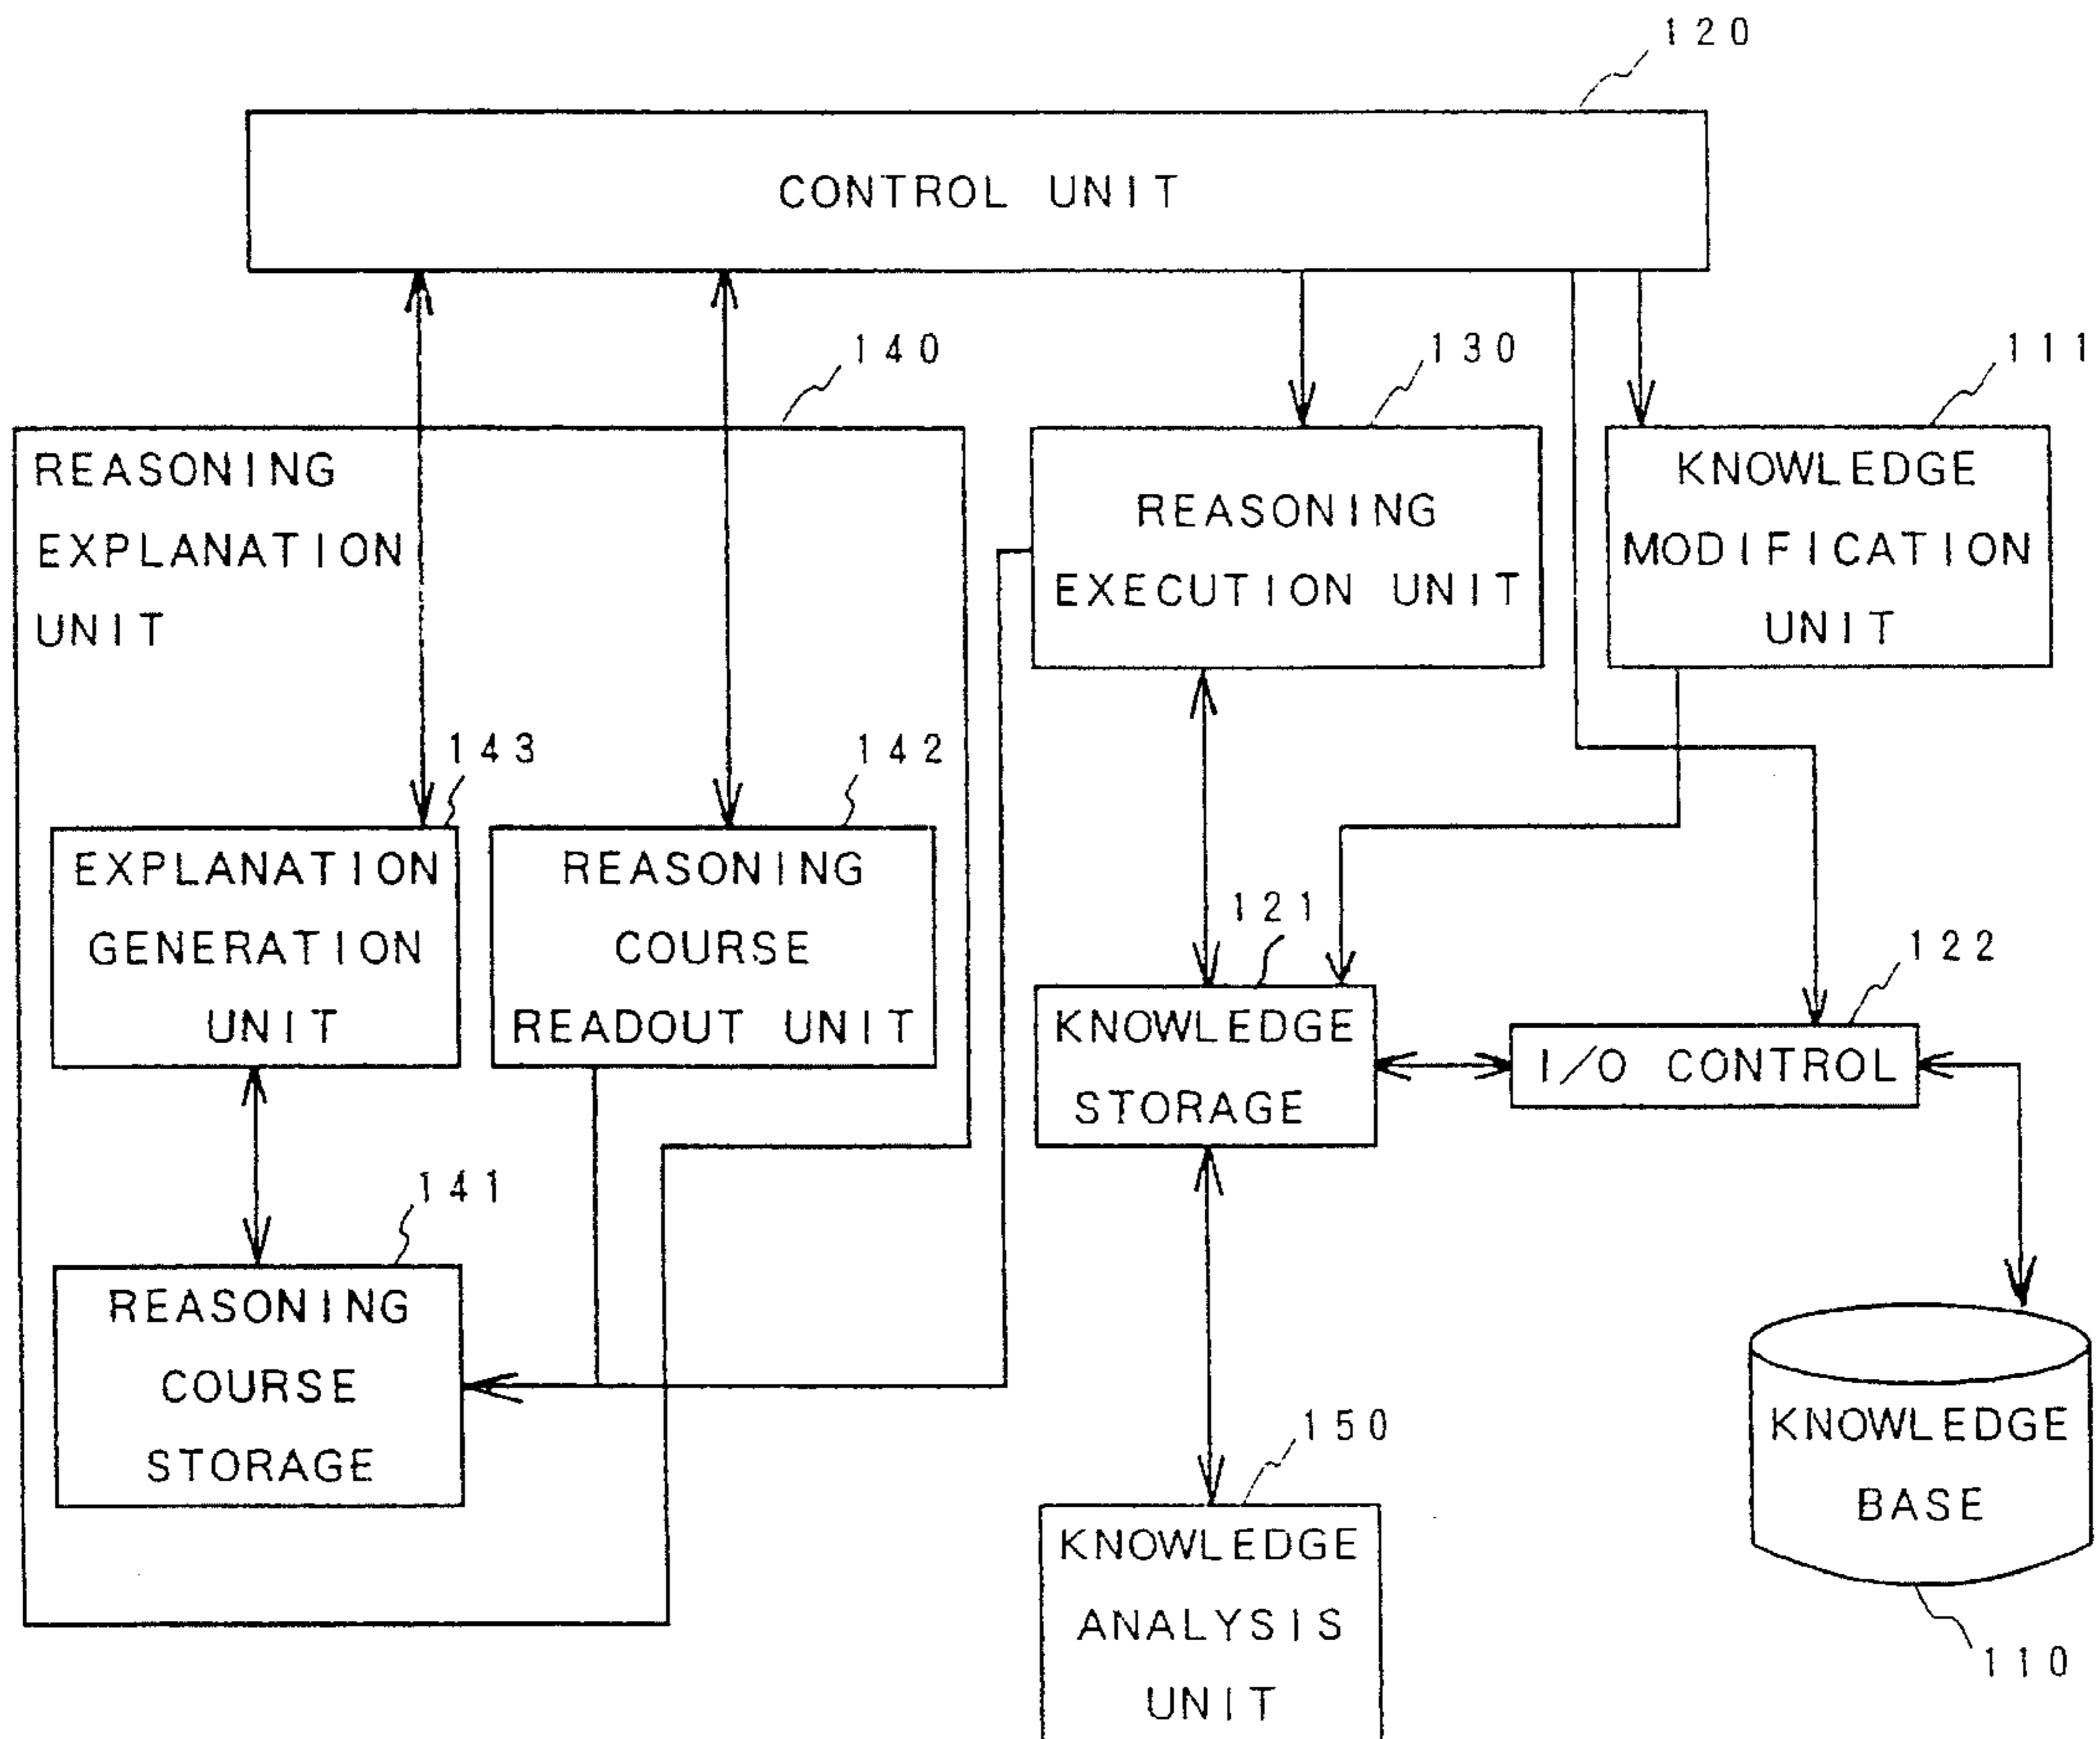 120
CONTROL UNIT
140
130
111
REASONING
EXPLANATION
UNIT
REASONING
EXECUTION UNIT
KNOWLEDGE
MODIFICATION
UNIT
143
142
EXPLANATION
GENERATION
UNIT
REASONING
COURSE
READOUT UNIT
121
122
KNOWLEDGE
STORAGE
I/O CONTROL
141
REASONING
COURSE
STORAGE
150
KNOWLEDGE
ANALYSIS
UNIT
KNOWLEDGE
BASE
110